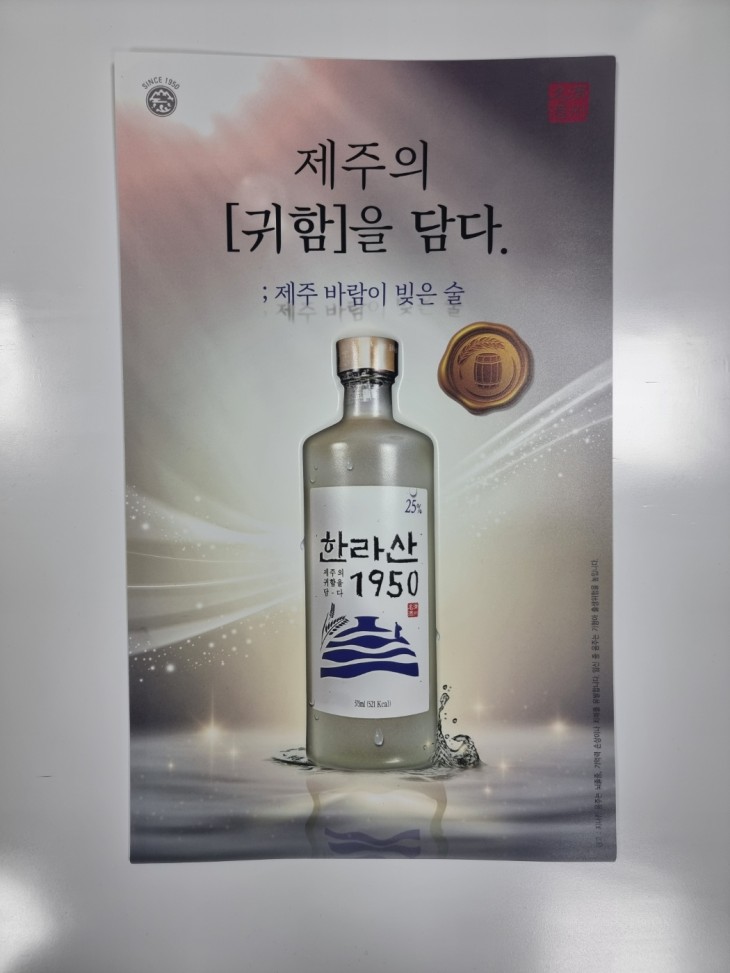 SINCE 1950
제주의
[귀함]을 담다.
; 제주 바람이 빚은 술
25%
한라산
제주의
귀함을
담-다
1950